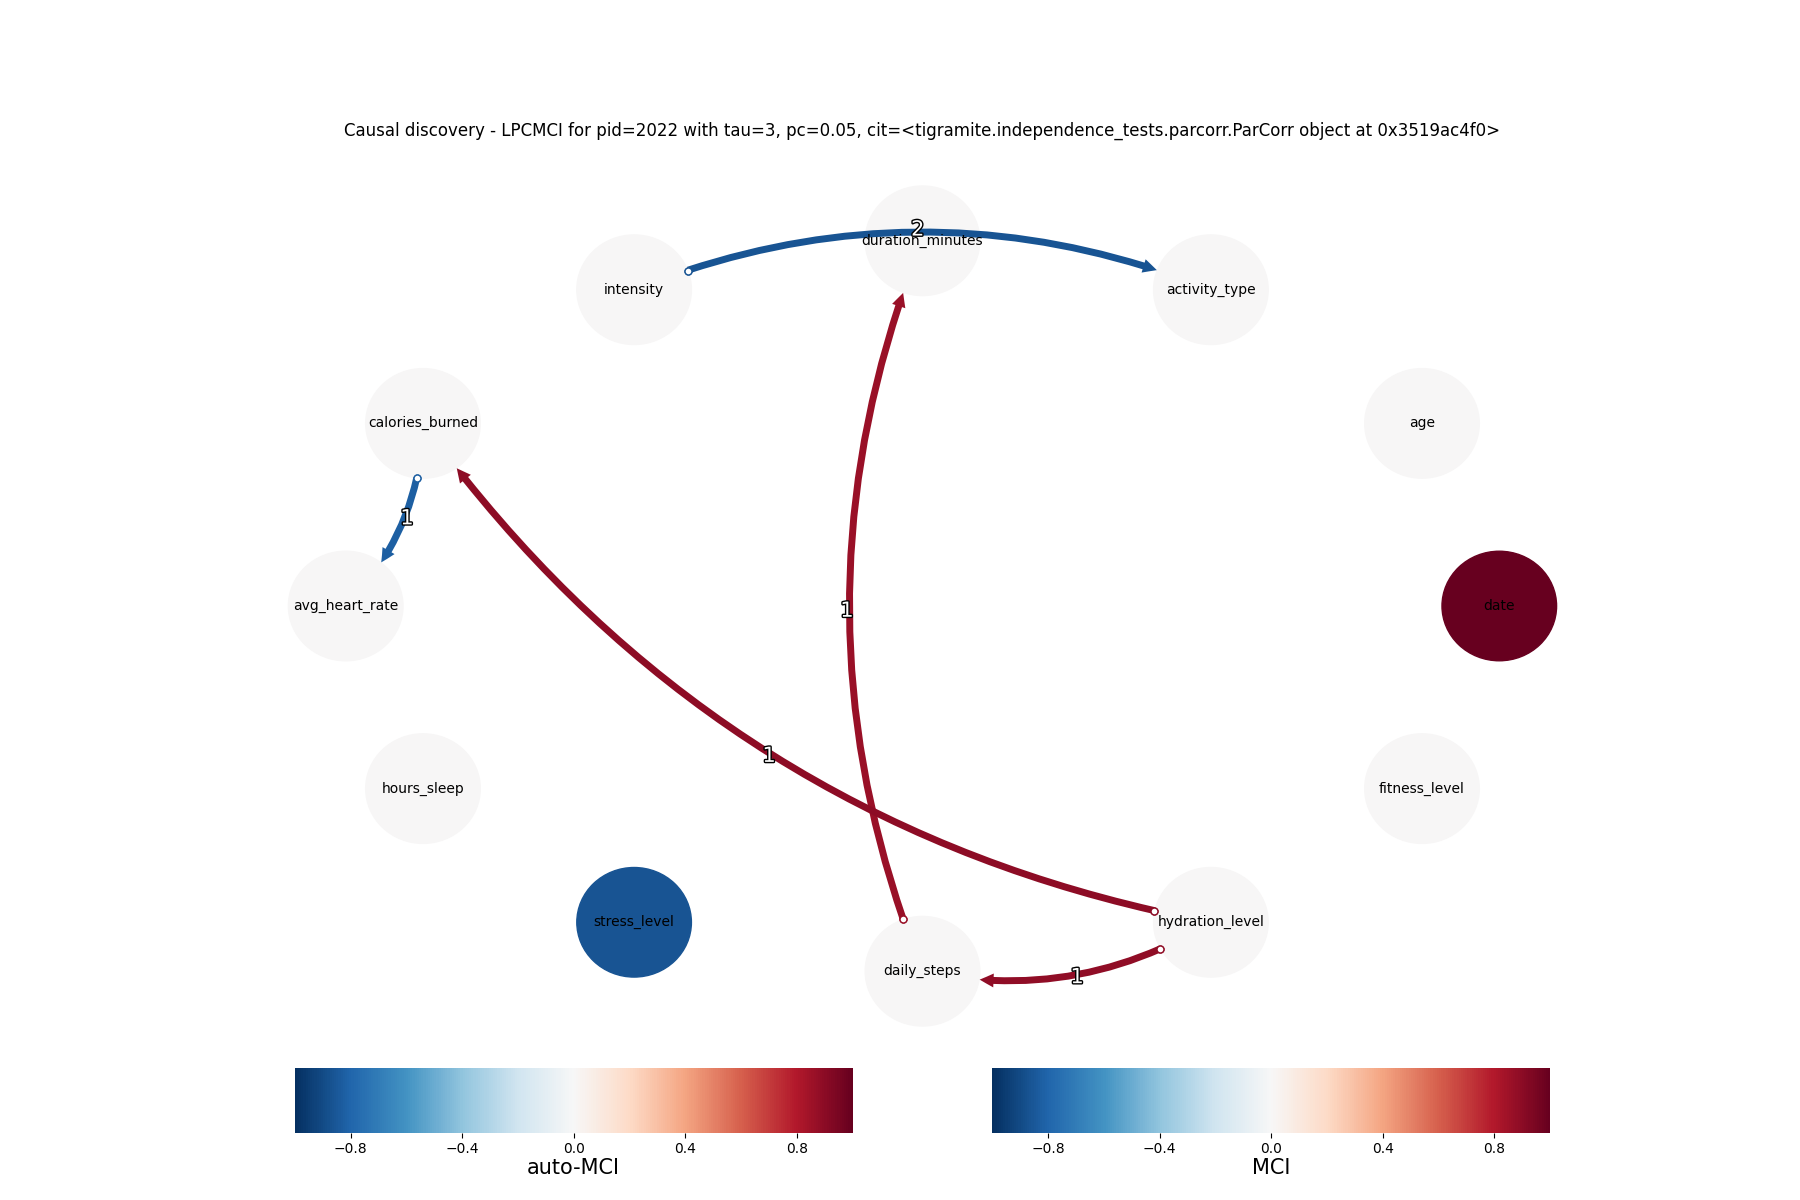 Causal discovery - LPCMCI for pid=2022 with tau=3, pc=0.05, cit=<tigramite.independence_tests.parcorr.ParCorr object at 0x3519ac4f0>
2
duration_minutes
intensity
activity_type
calories_burned
age
1
avg_heart_rate
date
1
1
hours_sleep
fitness_level
stress_level
hydration_level
daily_steps
1
−0.8 −0.4 0.0 0.4 0.8
auto-MCI
−0.8 −0.4 0.0 0.4 0.8
MCI